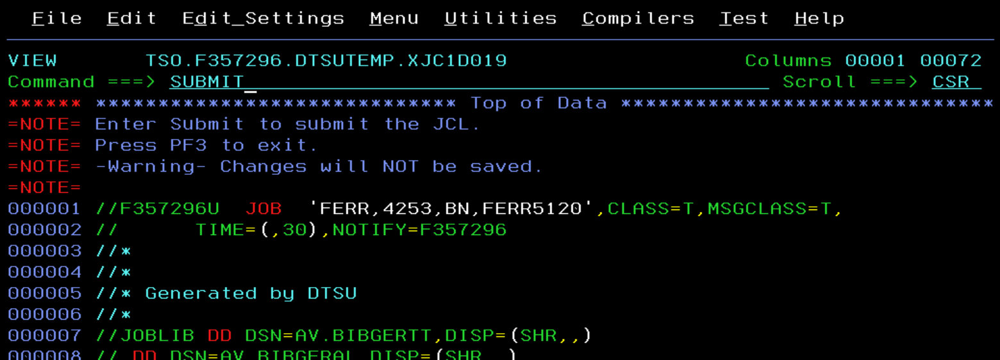 File  Edit  Edit_Settings  Menu  Utilities  Compilers  Test  Help
VIEW       TSO.F357296.DTSUTEMP.XJC1D019                   Columns 00001 00072
Command ===> SUBMIT                                           Scroll ===> CSR
****** ***************************** Top of Data ******************************
=NOTE= Enter Submit to submit the JCL.
=NOTE= Press PF3 to exit.
=NOTE= -Warning- Changes will NOT be saved.
=NOTE=
000001 //F357296U  JOB  'FERR,4253,BN,FERR5120',CLASS=T,MSGCLASS=T,
000002 //      TIME=(,30),NOTIFY=F357296
000003 //*
000004 //*
000005 //* Generated by DTSU
000006 //*
000007 //JOBLIB DD DSN=AV.BIBGERTT,DISP=(SHR,,)
000008 // DD DSN=AV.BIBGERAL,DISP=(SHR,,)